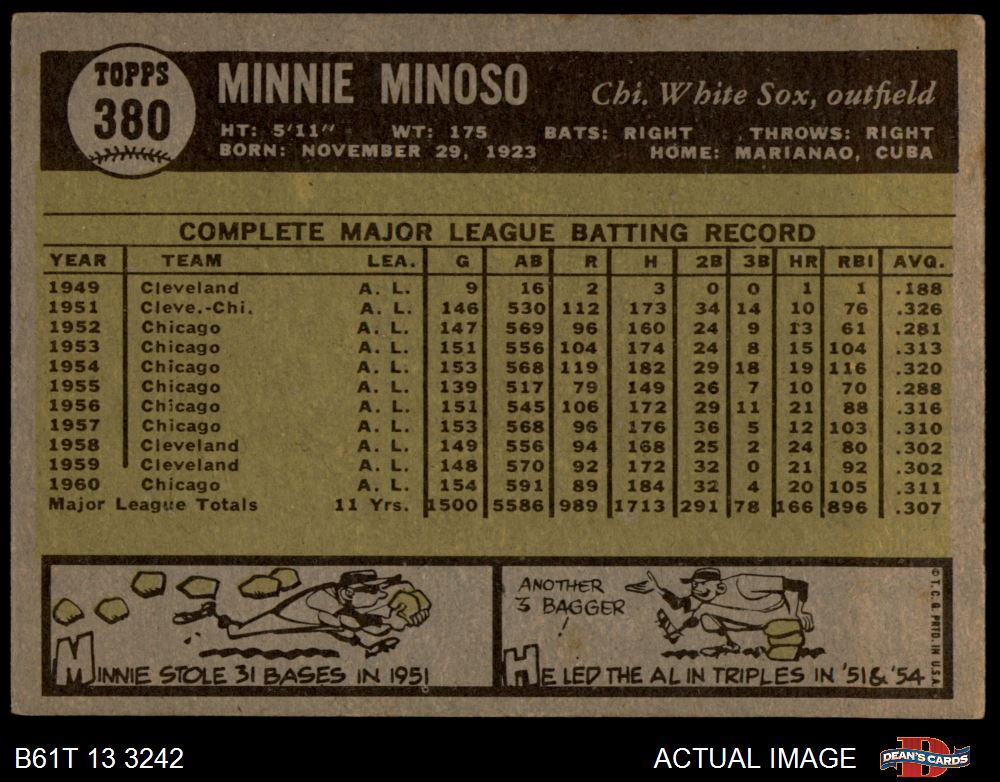 TOPPS
380
MINNIE MINOSO
Chi. White Sox, outfield
HT: 5'11" WT: 175 BATS: RIGHT THROWS: RIGHT
BORN: NOVEMBER 29, 1923 HOME: MARIANAO, CUBA
COMPLETE MAJOR LEAGUE BATTING RECORD
YEAR TEAM LEA. G AB R H 2B 3B HR RBI AVG.
1949 Cleveland A. L. 9 16 2 3 0 0 1 1 .188
1951 Cleve.-Chi. A. L. 146 530 112 173 34 14 10 76 .326
1952 Chicago A. L. 147 569 96 160 24 9 13 61 .281
1953 Chicago A. L. 151 556 104 174 24 8 15 104 .313
1954 Chicago A. L. 153 568 119 182 29 18 19 116 .320
1955 Chicago A. L. 139 517 79 149 26 7 10 70 .288
1956 Chicago A. L. 151 545 106 172 29 11 21 88 .316
1957 Chicago A. L. 153 568 96 176 36 5 12 103 .310
1958 Cleveland A. L. 149 556 94 168 25 2 24 80 .302
1959 Cleveland A. L. 148 570 92 172 32 0 21 92 .302
1960 Chicago A. L. 154 591 89 184 32 4 20 105 .311
Major League Totals 11 Yrs. 1500 5586 989 1713 291 78 166 896 .307
MINNIE STOLE 31 BASES IN 1951
ANOTHER
3 BAGGER
!
HE LED THE AL IN TRIPLES IN '51 & '54
© T. C. G. PRTD. IN U.S.A.
B61T 13 3242
ACTUAL IMAGE
DEAN'S CARDS